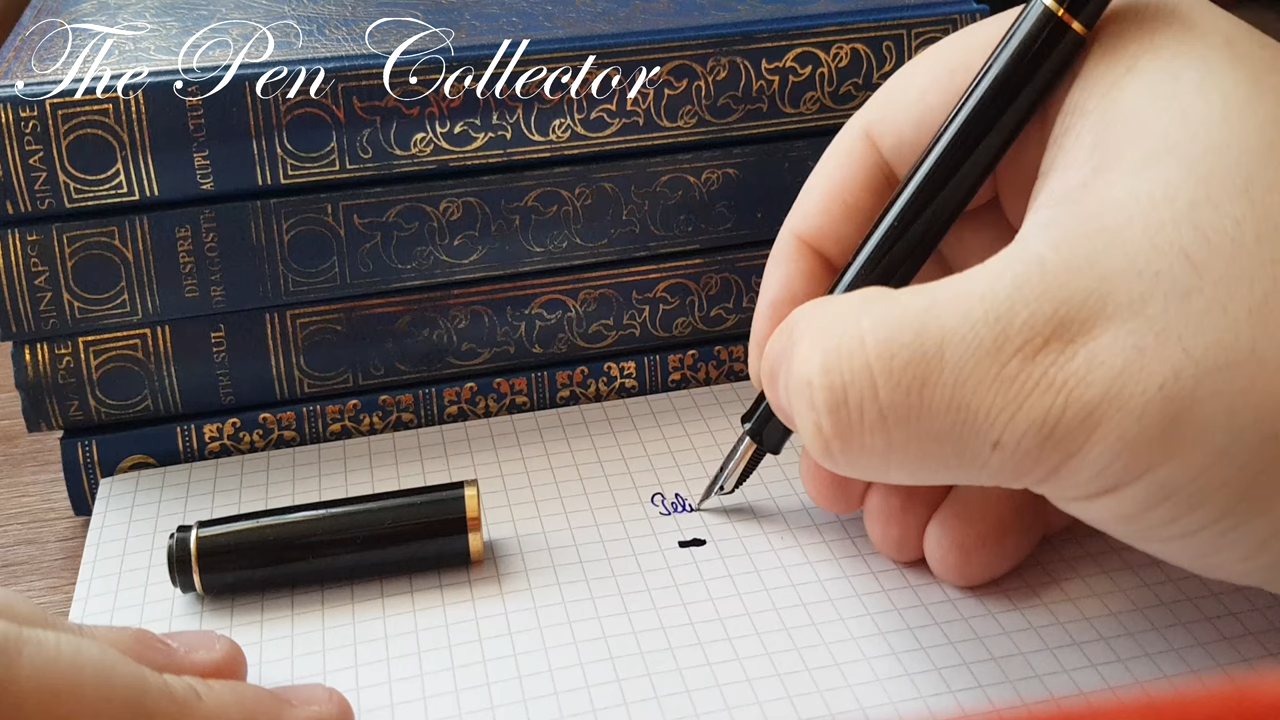 The Pen Collector
SINAPSE ACUPUNCTURA
SINAPSE DESPRE DRAGOSTE
SINAPSE STRESUL
Peli